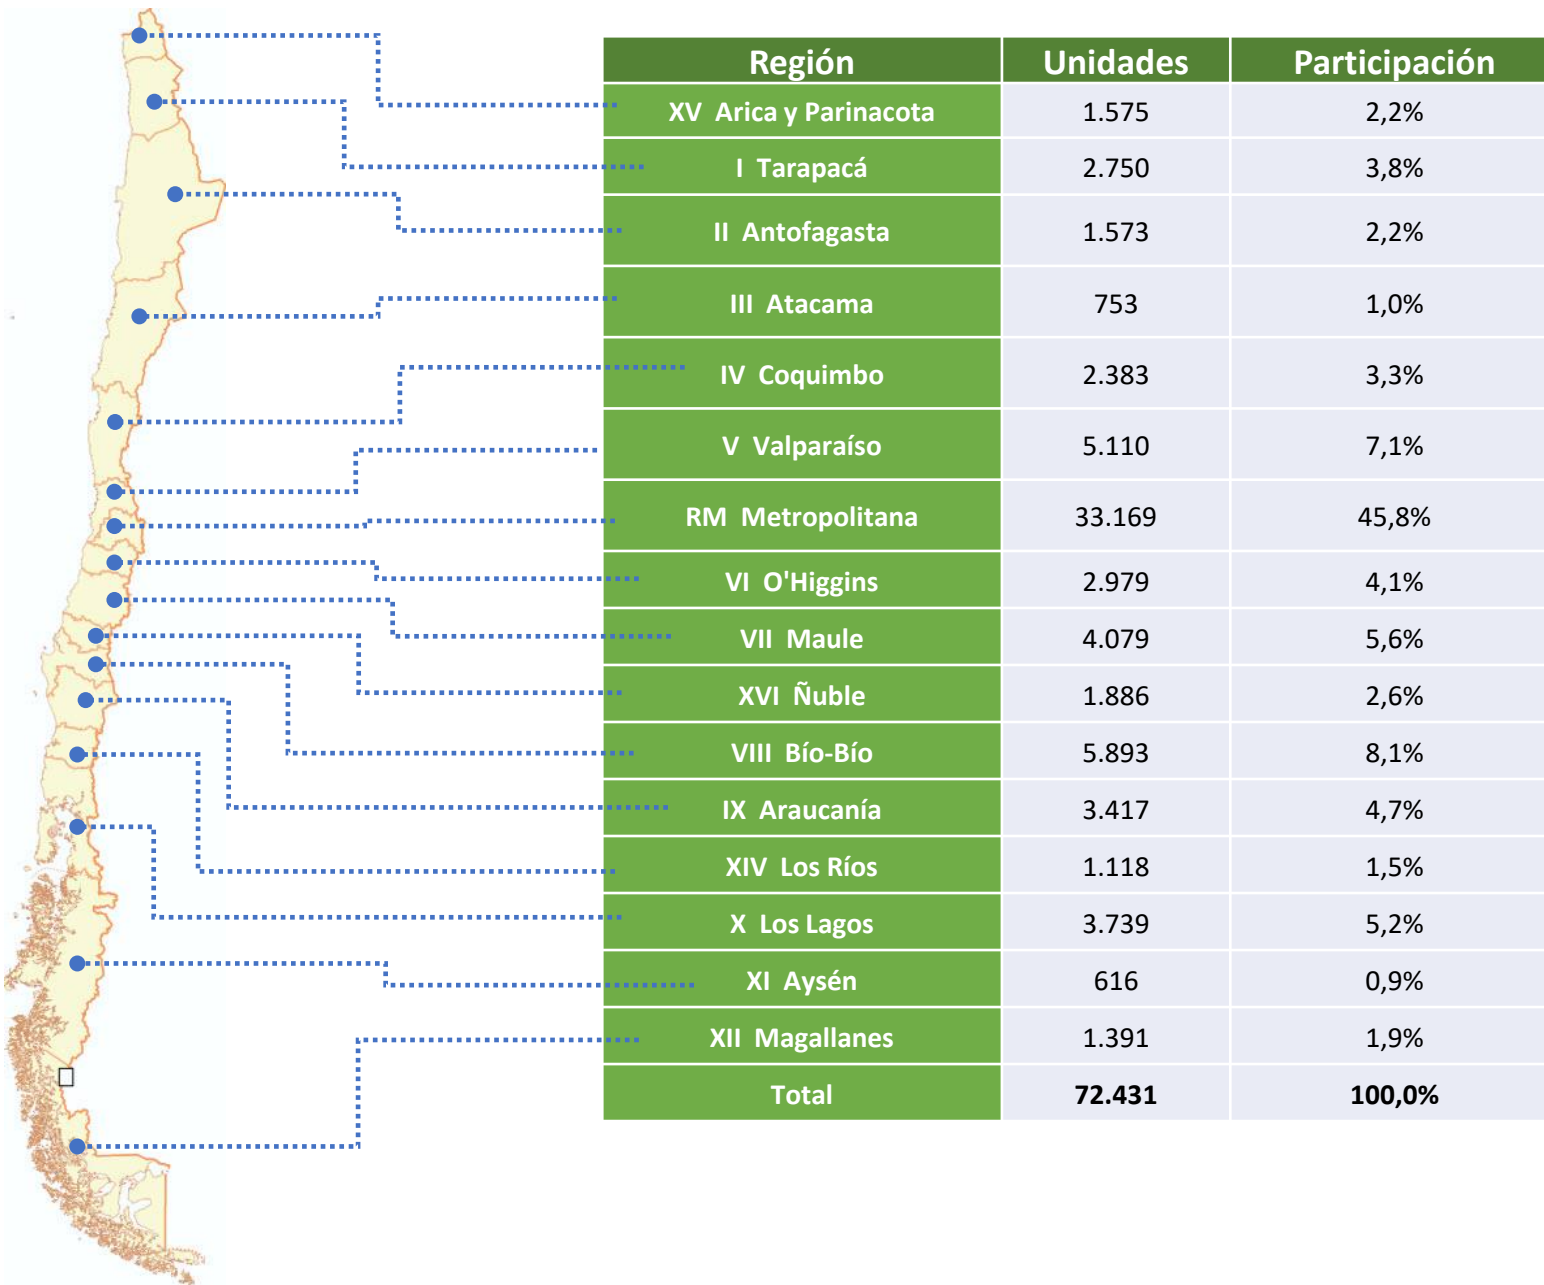 Región Unidades Participación
XV Arica y Parinacota 1.575 2,2%
I Tarapacá 2.750 3,8%
II Antofagasta 1.573 2,2%
III Atacama 753 1,0%
IV Coquimbo 2.383 3,3%
V Valparaíso 5.110 7,1%
RM Metropolitana 33.169 45,8%
VI O'Higgins 2.979 4,1%
VII Maule 4.079 5,6%
XVI Ñuble 1.886 2,6%
VIII Bío-Bío 5.893 8,1%
IX Araucanía 3.417 4,7%
XIV Los Ríos 1.118 1,5%
X Los Lagos 3.739 5,2%
XI Aysén 616 0,9%
XII Magallanes 1.391 1,9%
Total 72.431 100,0%